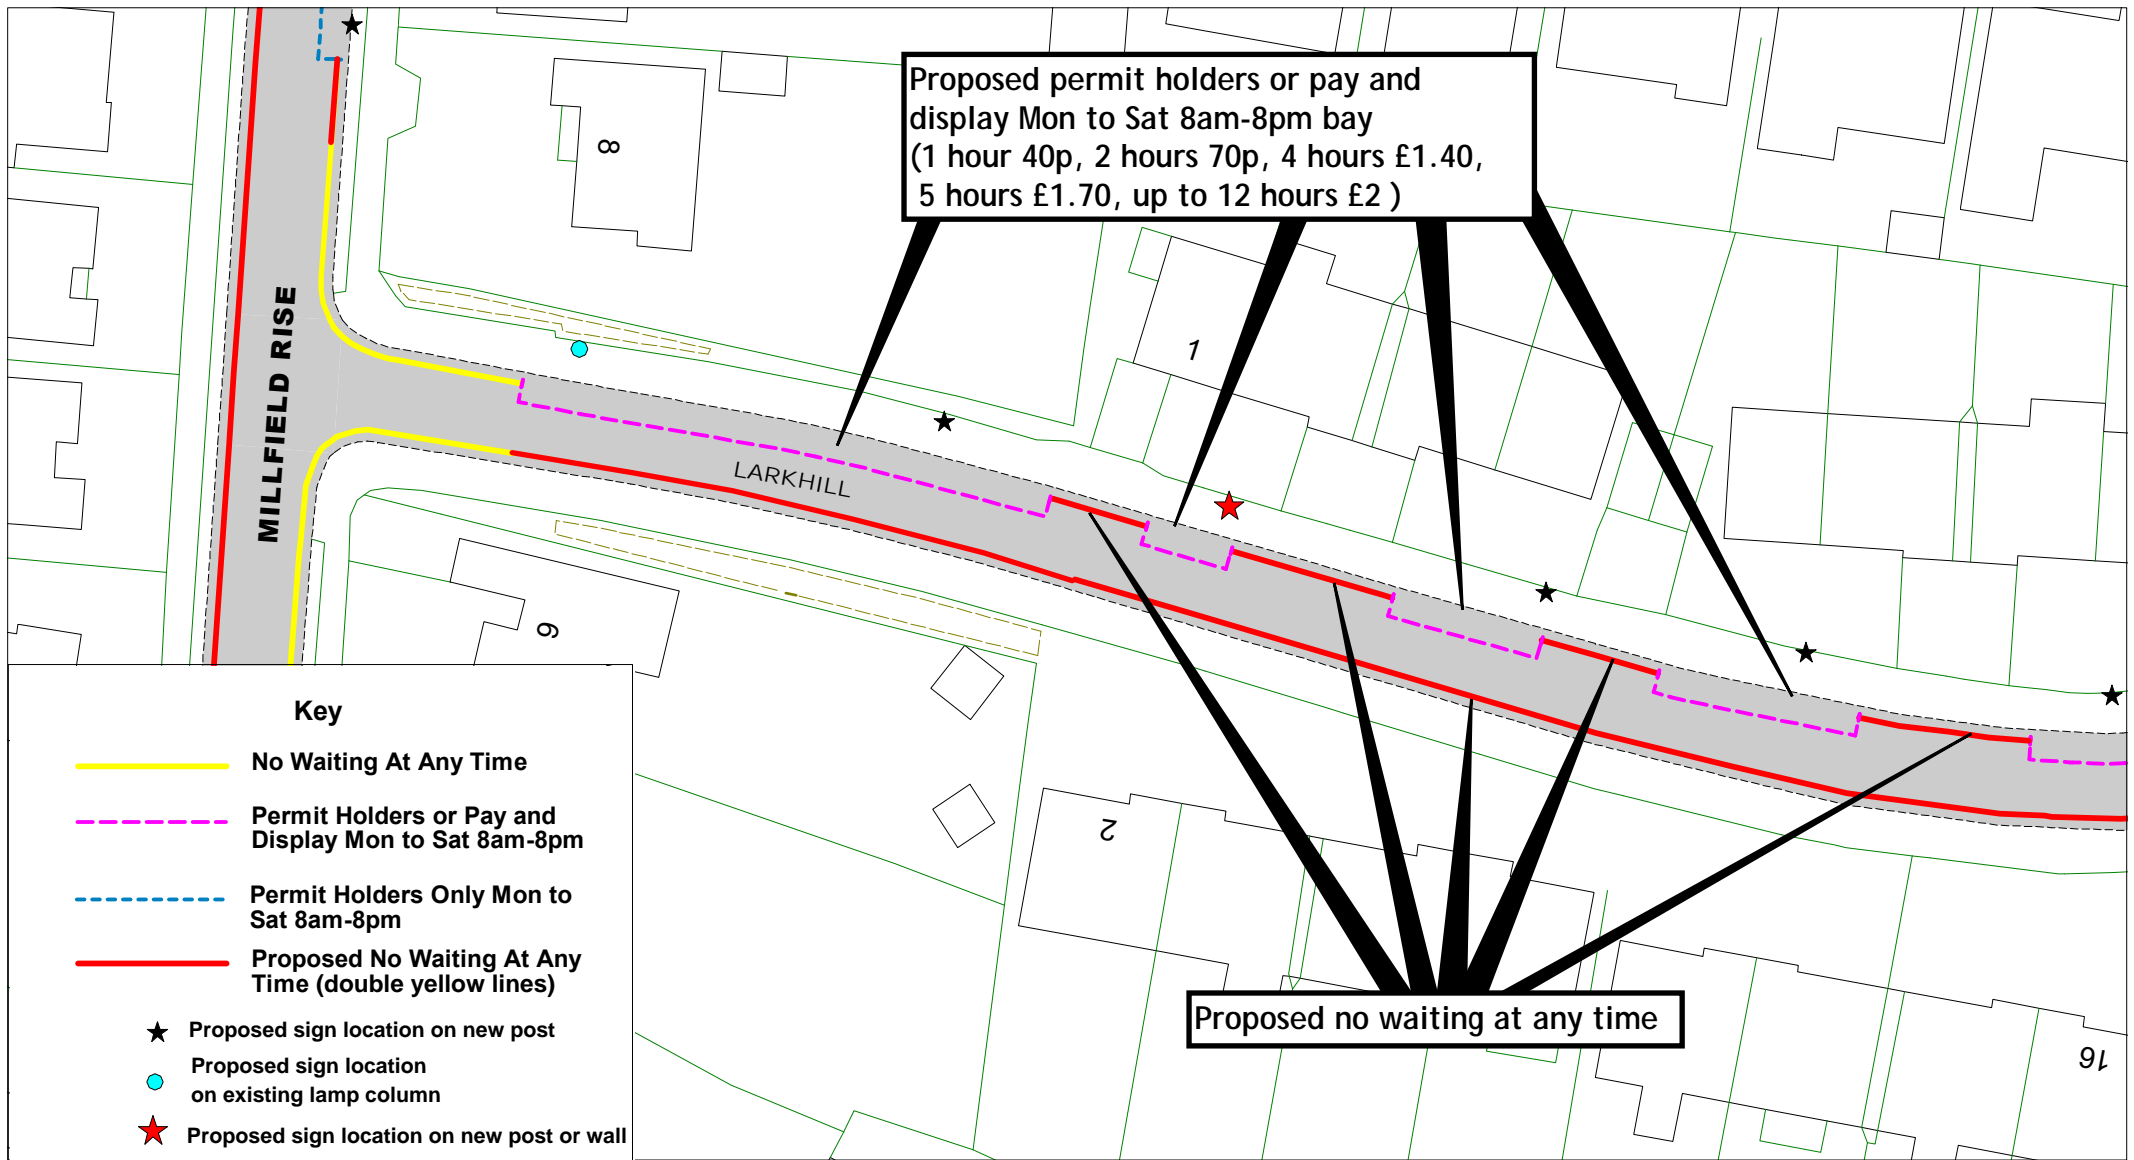 Proposed permit holders or pay and
display Mon to Sat 8am-8pm bay
(1 hour 40p, 2 hours 70p, 4 hours £1.40,
5 hours £1.70, up to 12 hours £2 )
8
1
MILLFIELD RISE
LARKHILL
6
2
16
Proposed no waiting at any time
Key
No Waiting At Any Time
Permit Holders or Pay and
Display Mon to Sat 8am-8pm
Permit Holders Only Mon to
Sat 8am-8pm
Proposed No Waiting At Any
Time (double yellow lines)
Proposed sign location on new post
Proposed sign location
on existing lamp column
Proposed sign location on new post or wall